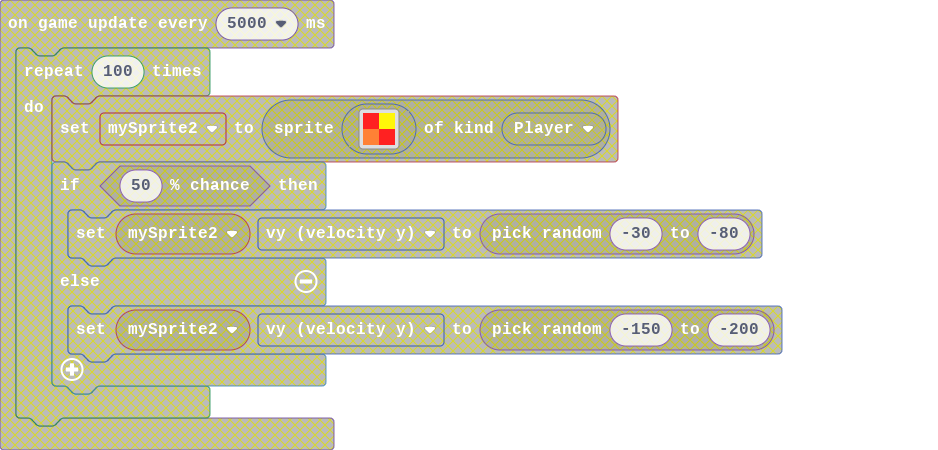 on game update every 5000 ms
repeat 100 times
do
set mySprite2 to sprite of kind Player
if 50 % chance then
set mySprite2 vy (velocity y) to pick random -30 to -80
else
set mySprite2 vy (velocity y) to pick random -150 to -200